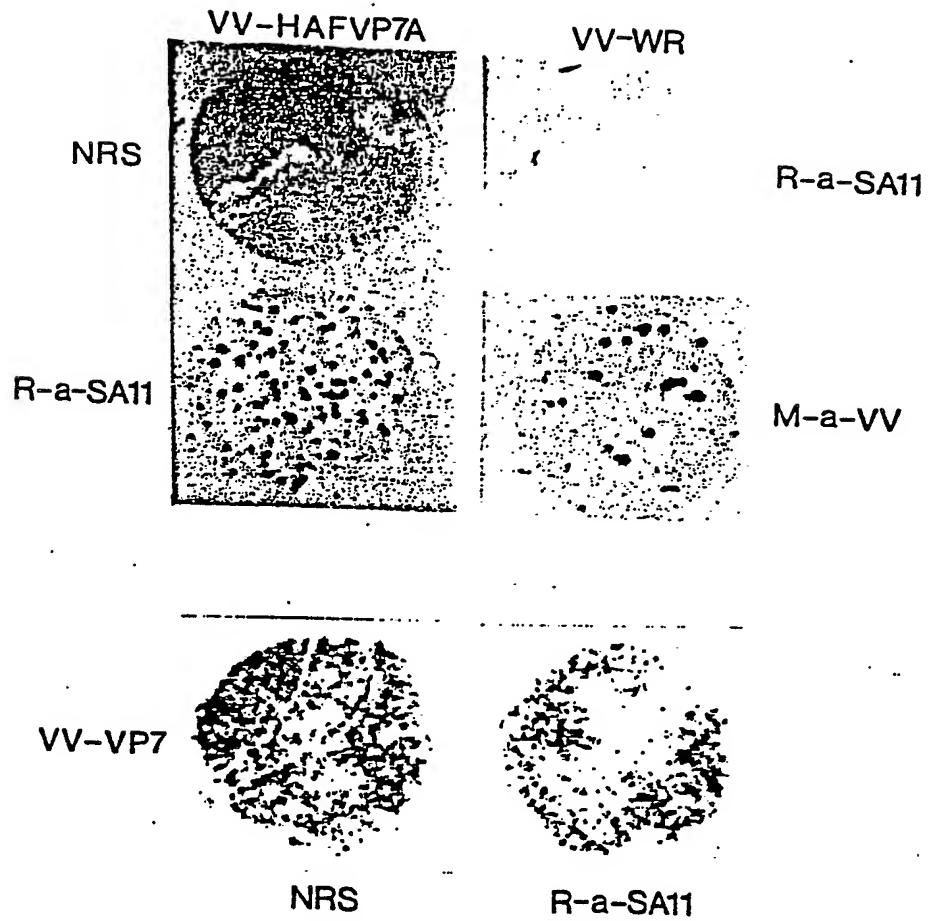 VV-HAFVP7A
VV-WR
NRS
R-a-SA11
R-a-SA11
M-a-VV
VV-VP7
NRS
R-a-SA11